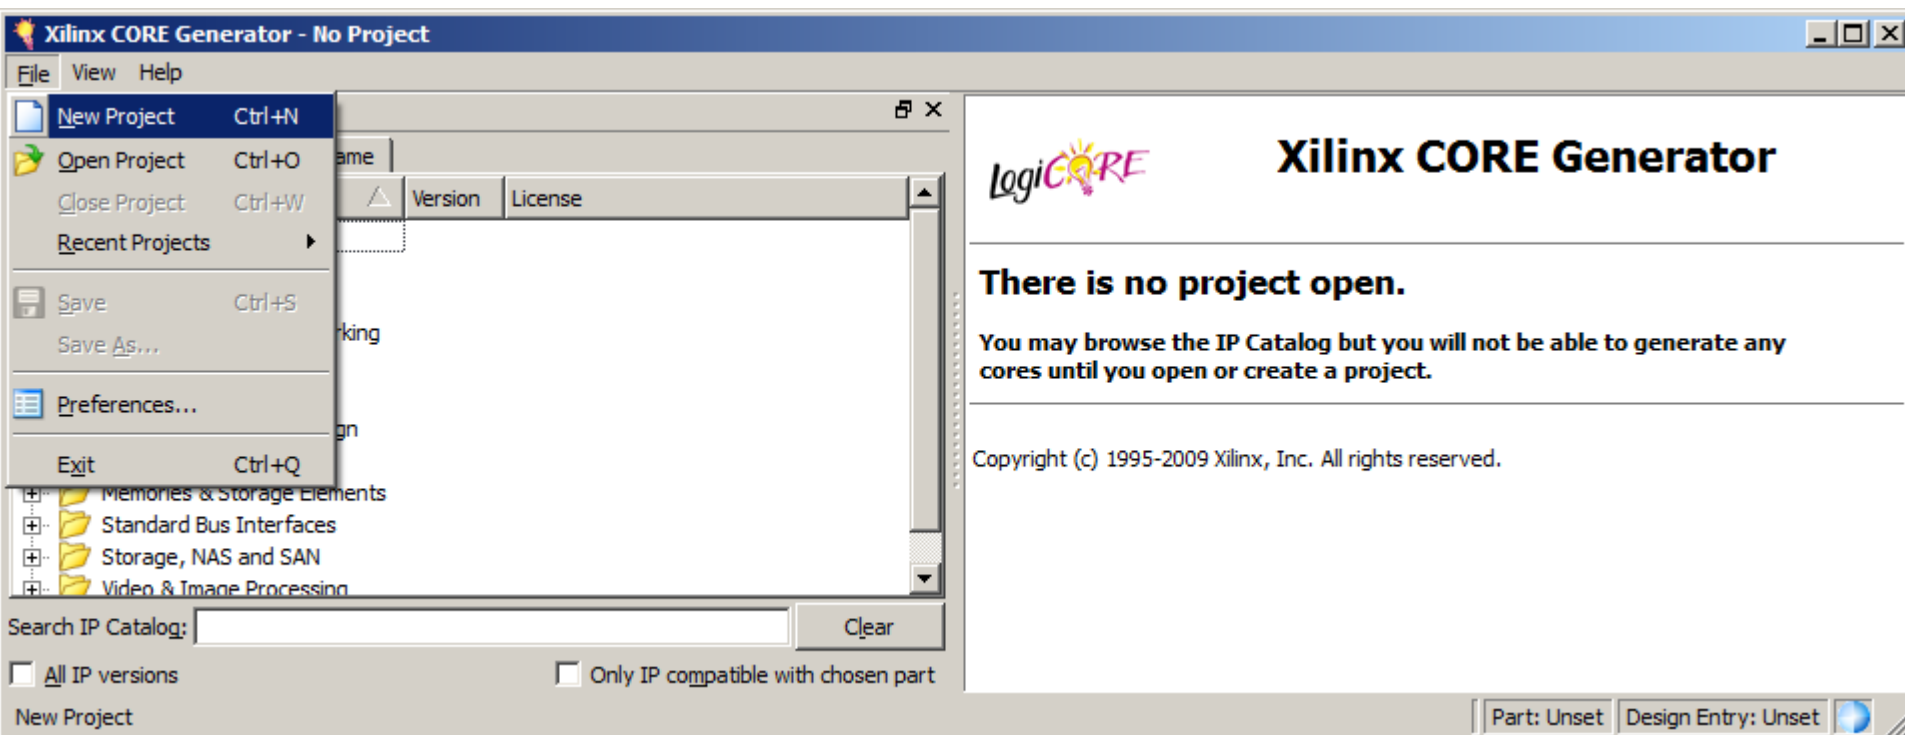 Xilinx CORE Generator - No Project
File View Help
New Project Ctrl+N
Open Project Ctrl+O
Close Project Ctrl+W
Recent Projects
Save Ctrl+S
Save As...
Preferences...
Exit Ctrl+Q
ame
Version License
rking
gn
Memories & Storage Elements
Standard Bus Interfaces
Storage, NAS and SAN
Video & Image Processing
Search IP Catalog: Clear
All IP versions Only IP compatible with chosen part
LogiCORE
Xilinx CORE Generator
There is no project open.
You may browse the IP Catalog but you will not be able to generate any
cores until you open or create a project.
Copyright (c) 1995-2009 Xilinx, Inc. All rights reserved.
New Project Part: Unset Design Entry: Unset